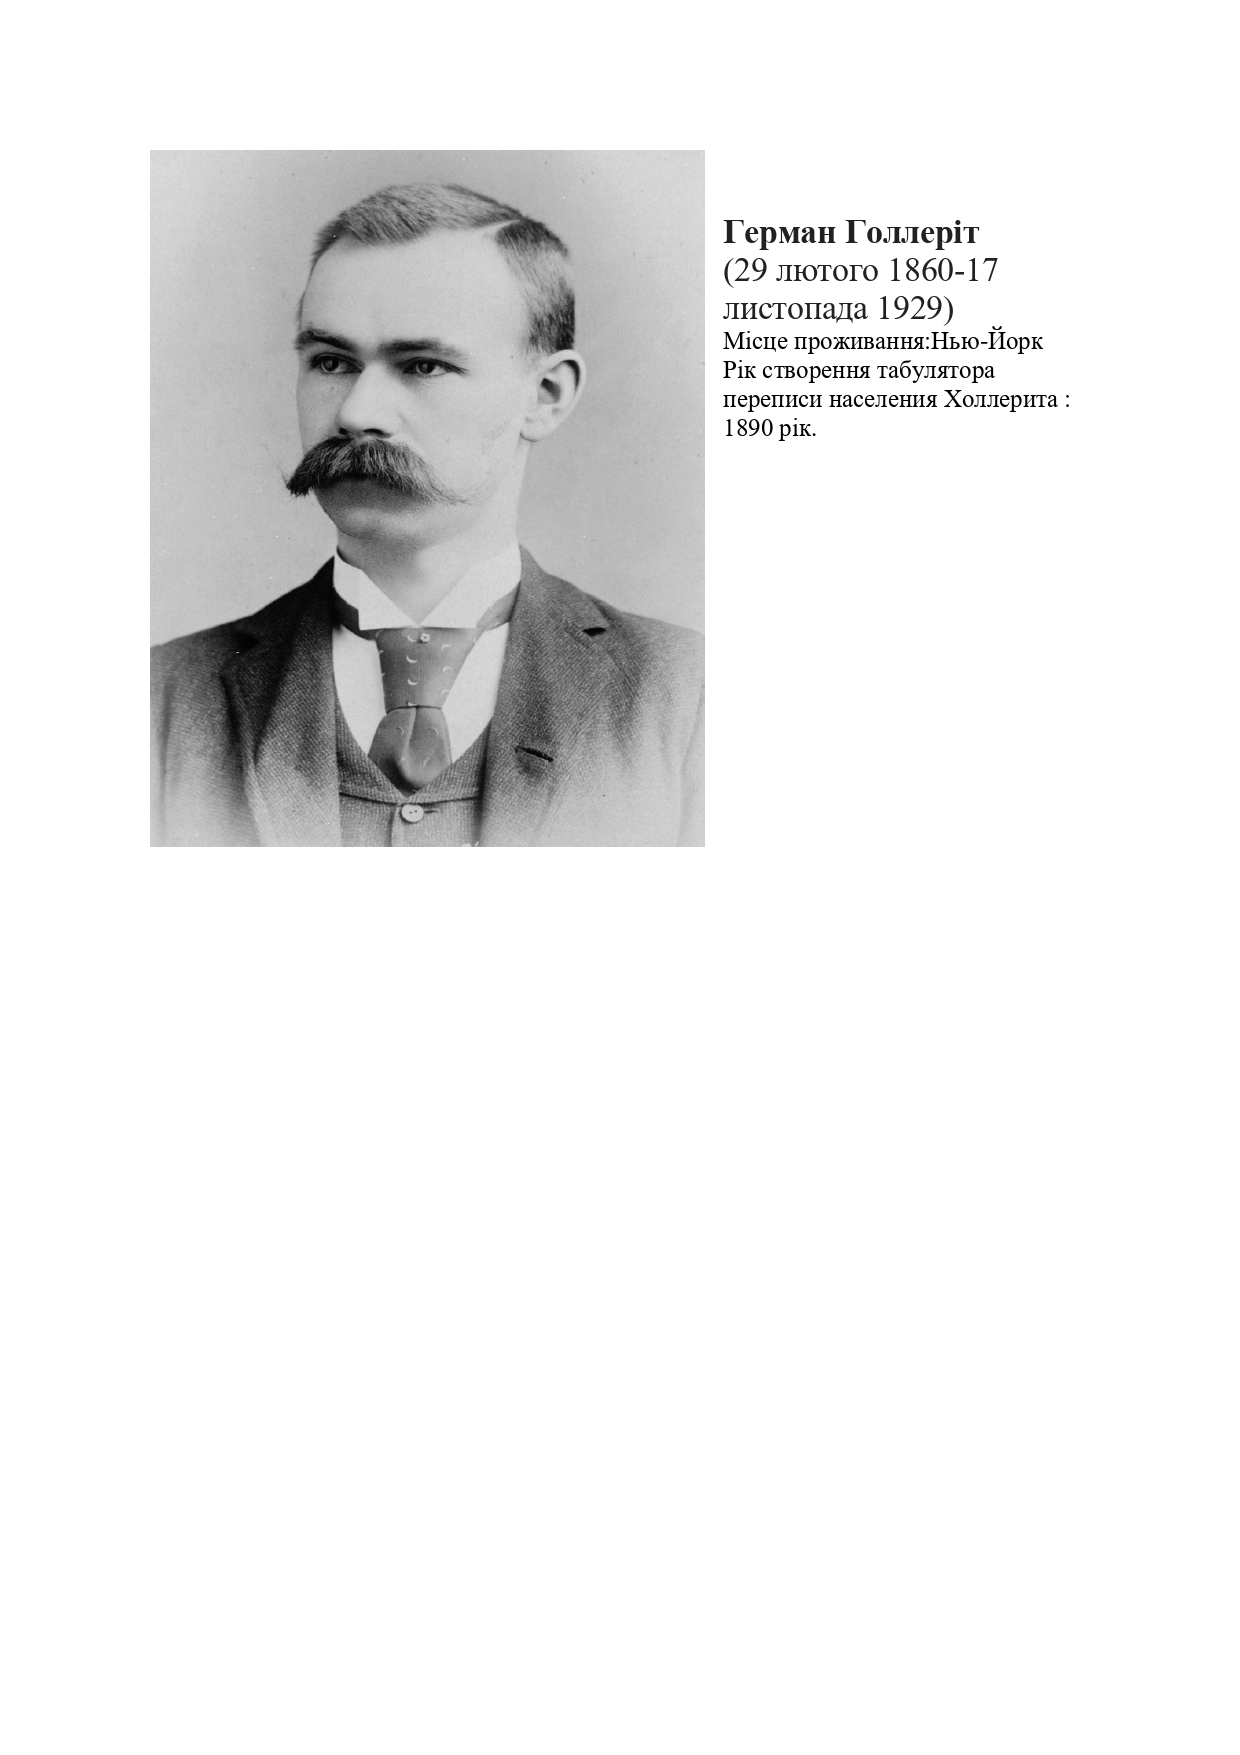 Герман Голлеріт
(29 лютого 1860-17
листопада 1929)
Місце проживання:Нью-Йорк
Рік створення табулятора
переписи населения Холлерита :
1890 рік.